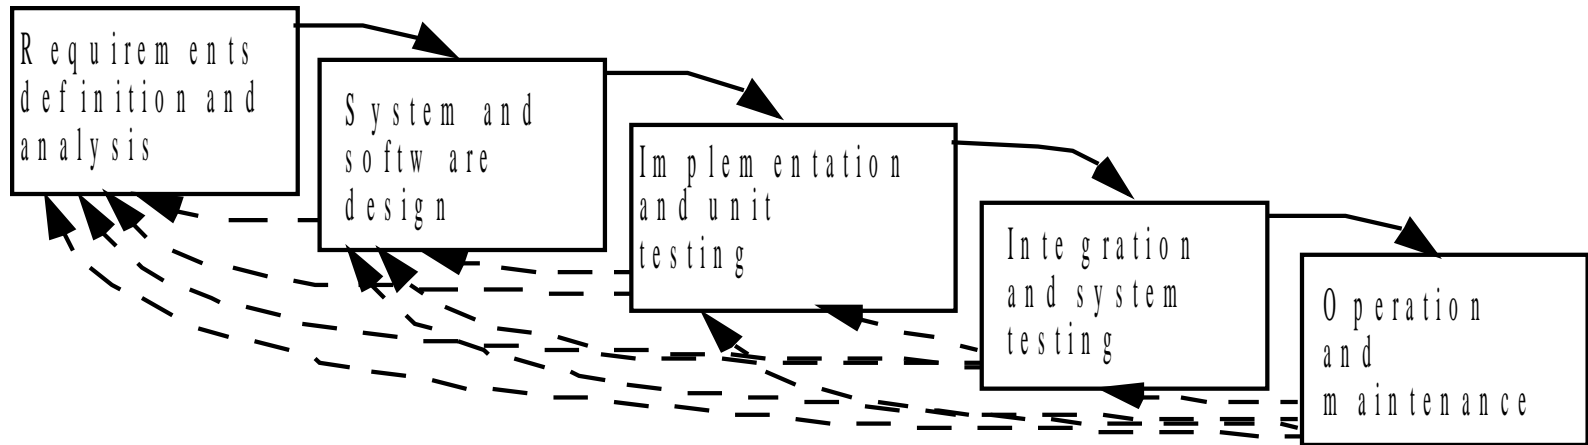 Requirements
definition and
analysis
System and
software
design
Implementation
and unit
testing
Integration
and system
testing
Operation
and
maintenance